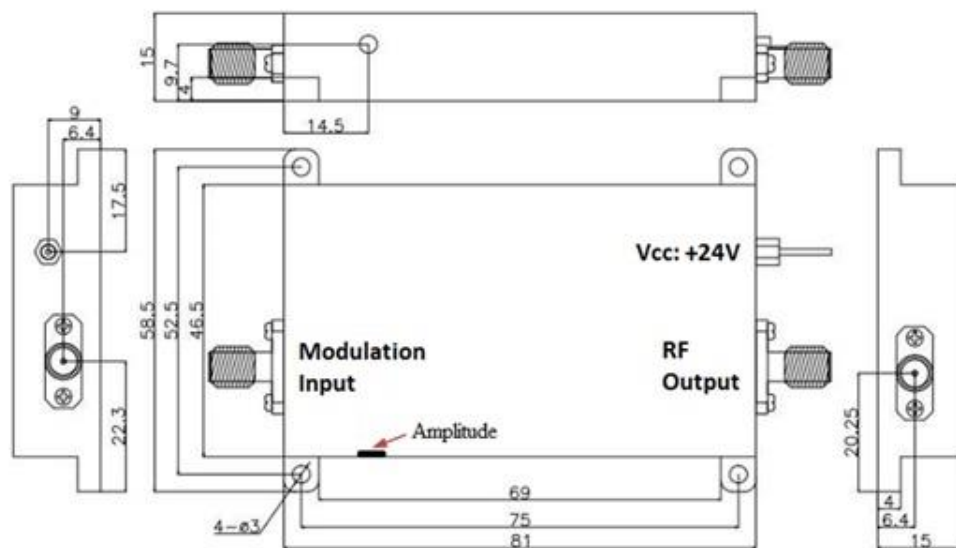 15
9.7
4
14.5
9
6.4
17.5
22.3
58.5
52.5
46.5
Vcc: +24V
Modulation
Input
RF
Output
Amplitude
4-ø3
69
75
81
20.25
4
6.4
15